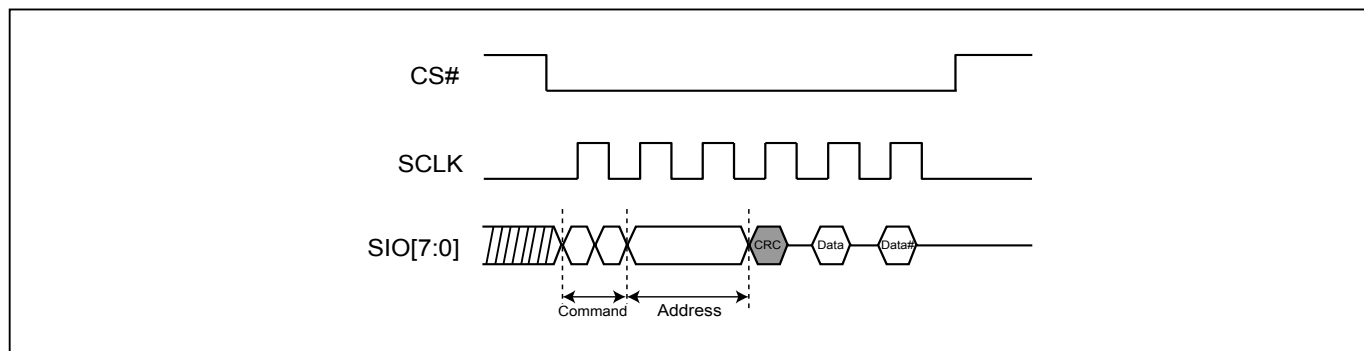 CS#
SCLK
SIO[7:0]
CRC
Data
Data#
Command
Address